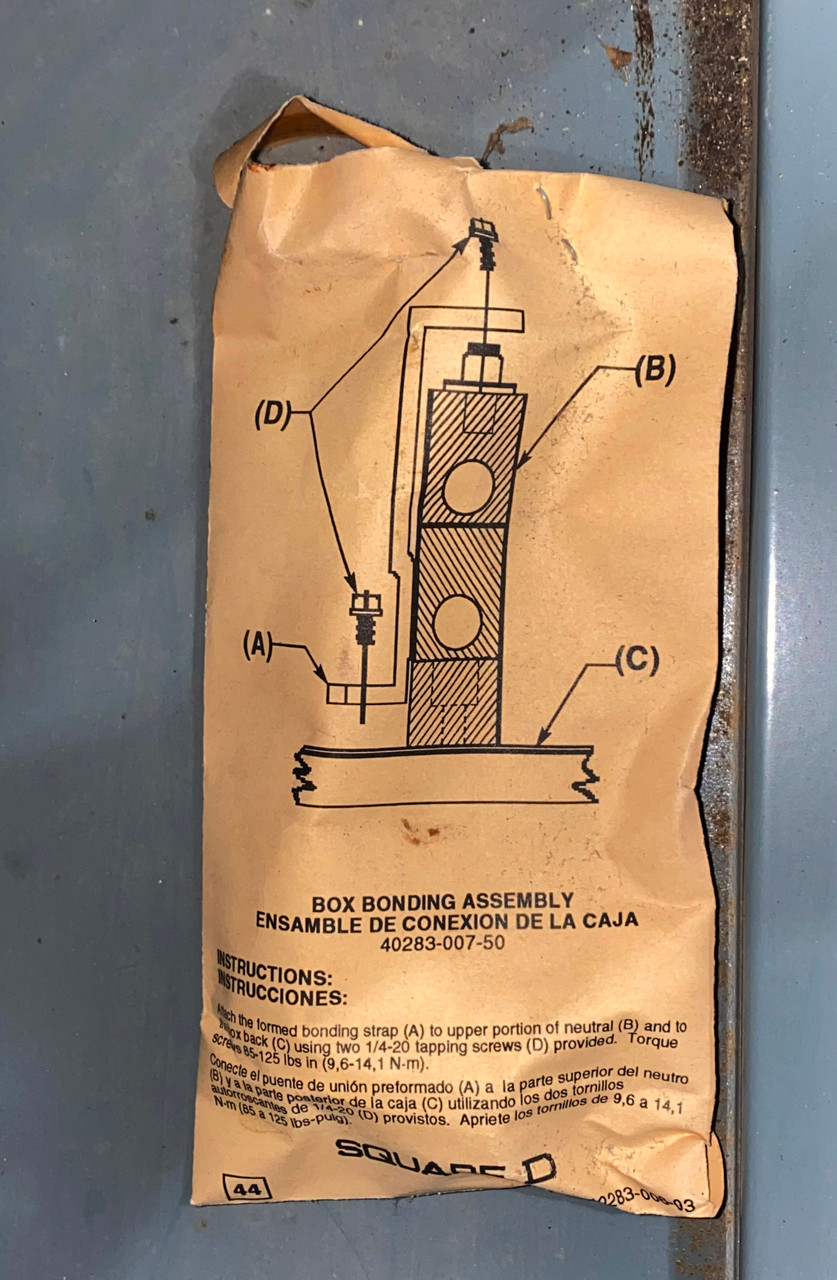 (D)
(B)
(A)
(C)
BOX BONDING ASSEMBLY
ENSAMBLE DE CONEXION DE LA CAJA
40283-007-50
INSTRUCTIONS:
INSTRUCCIONES:
the formed bonding strap (A) to upper portion of neutral (B) and to
back (C) using two 1/4-20 tapping screws (D) provided. Torque
screws 85-125 lbs in (9,6-14,1 N·m).
Conecte el puente de unión preformado (A) a la parte superior del neutro
(B) y a la parte posterior de la caja (C) utilizando los dos tornillos
autorroscantes de 1/4-20 (D) provistos. Apriete los tornillos de 9,6 a 14,1
N·m (85 a 125 lbs-pulg).
SQUARE D
44